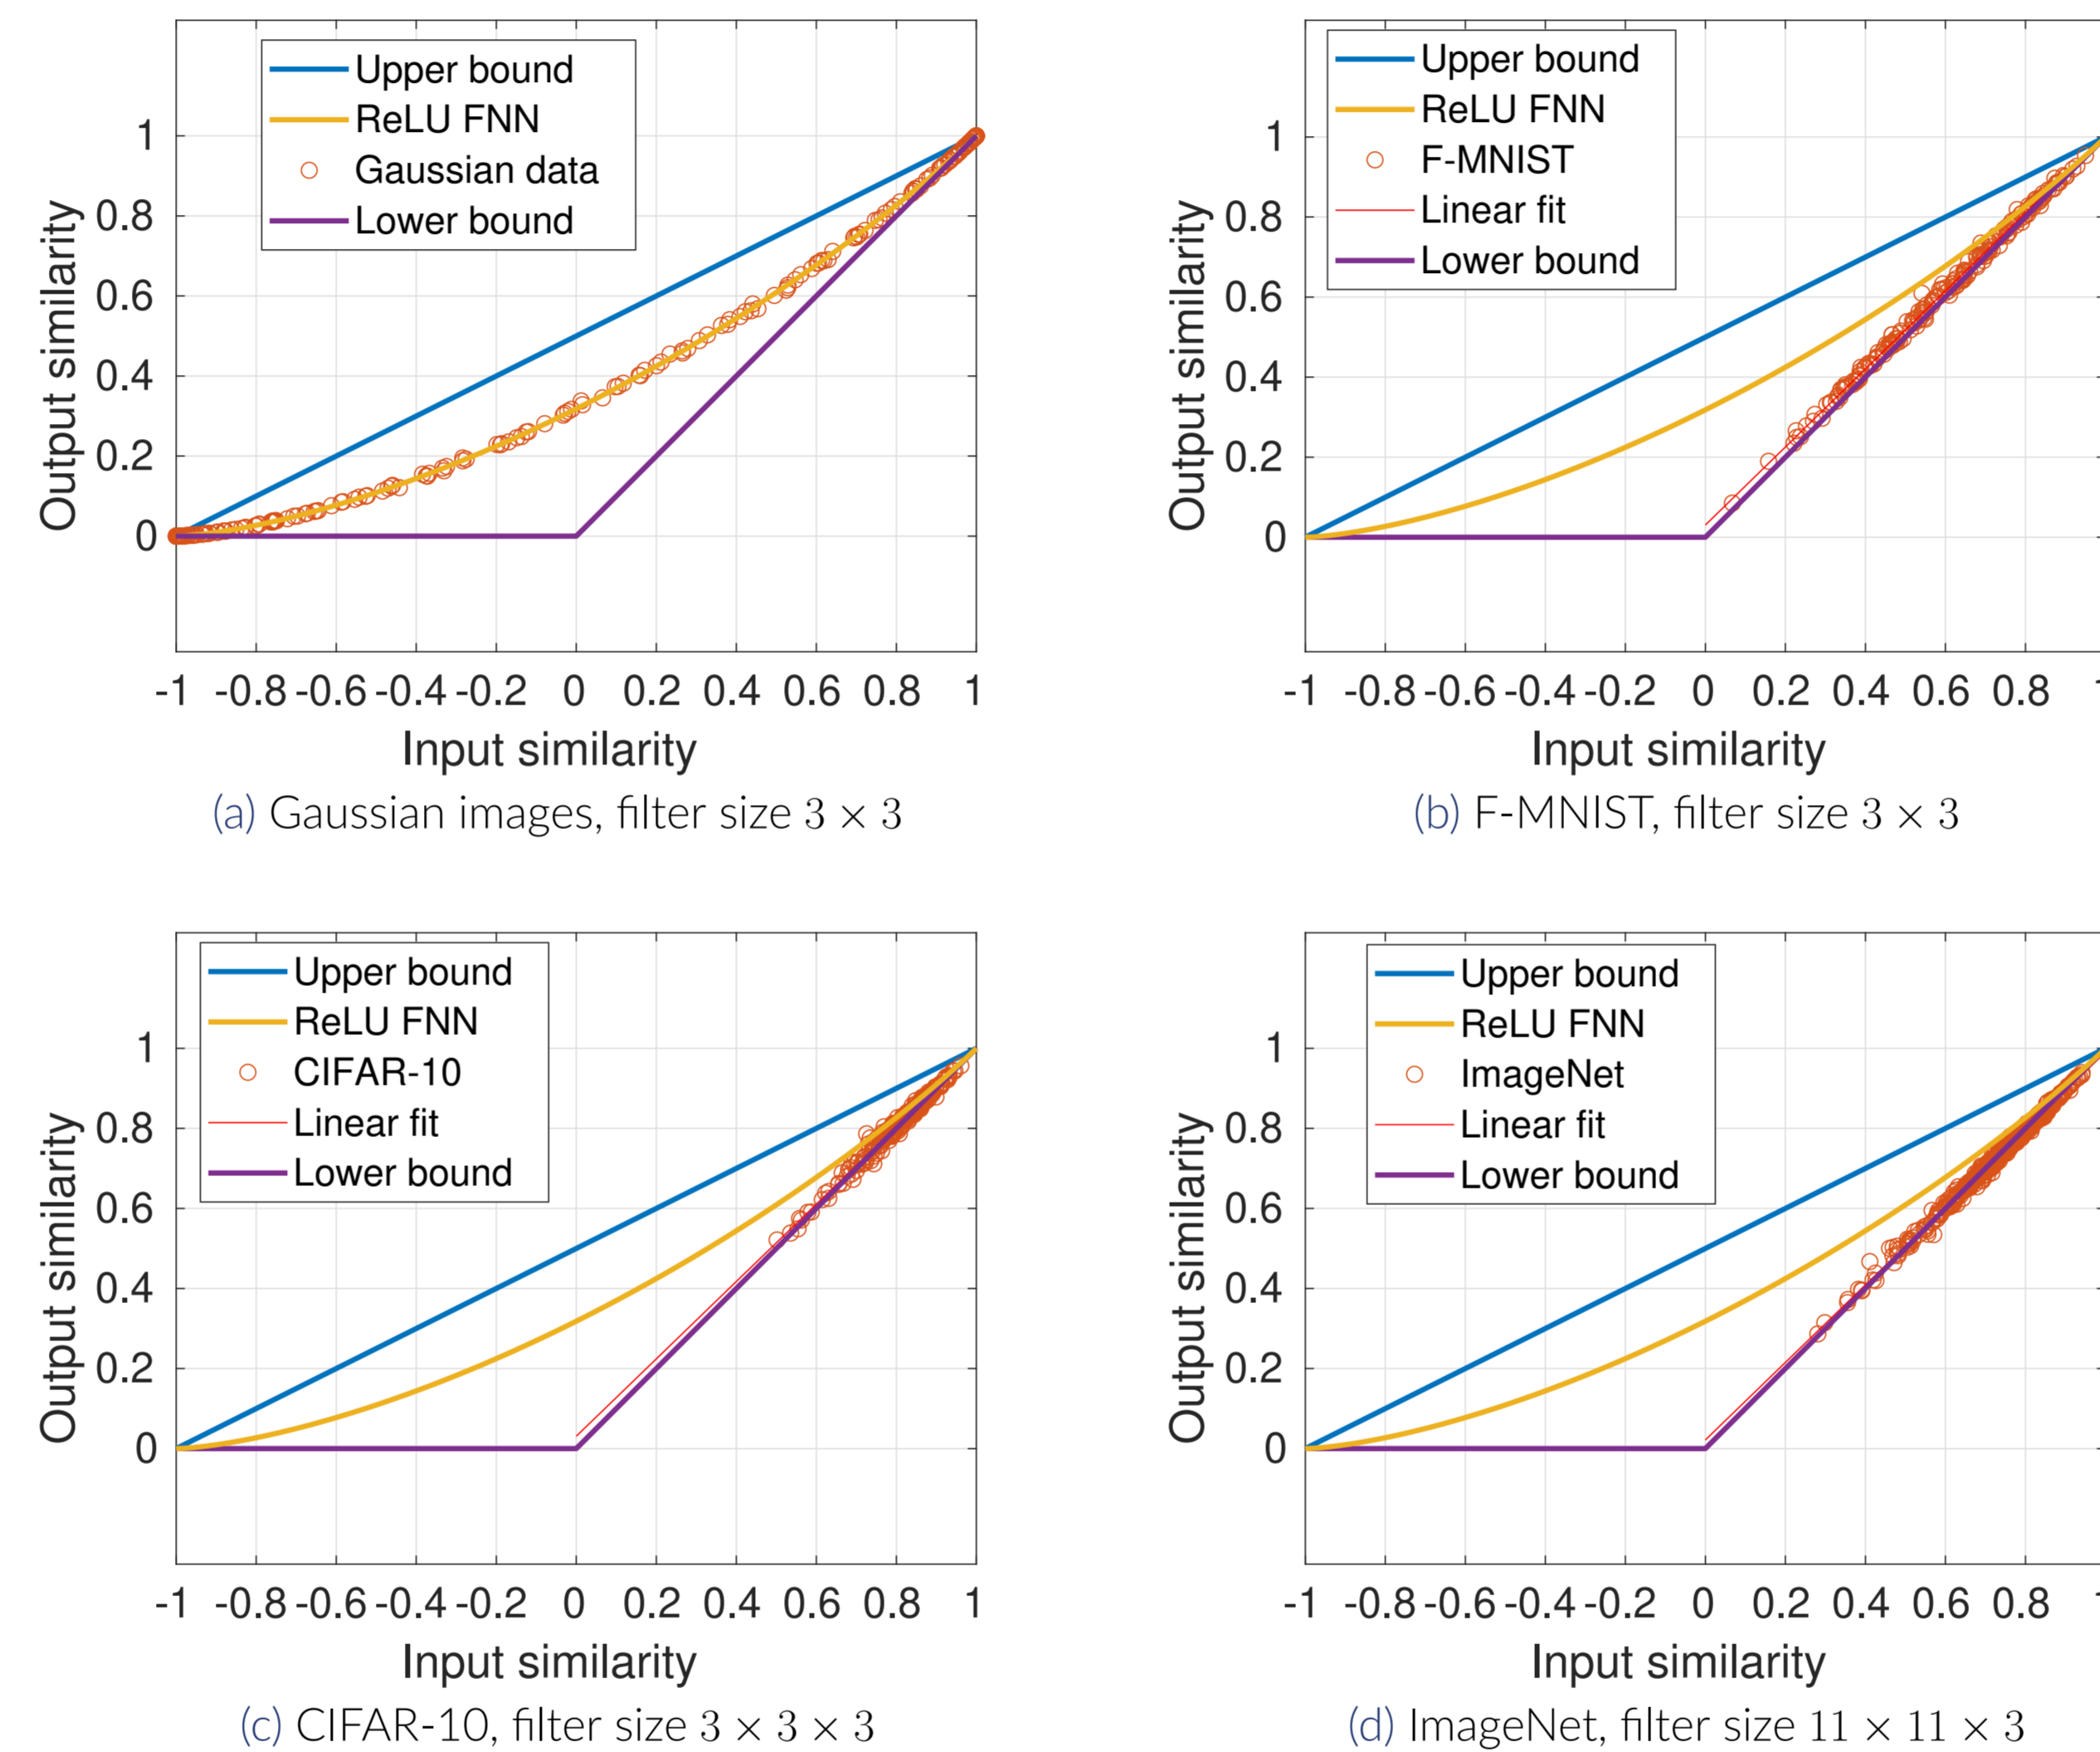 Upper bound
ReLU FNN
Gaussian data
Lower bound
1
0.8
0.6
0.4
0.2
0
Output similarity
-1 -0.8 -0.6 -0.4 -0.2 0 0.2 0.4 0.6 0.8 1
Input similarity
(a) Gaussian images, filter size 3 × 3
Upper bound
ReLU FNN
F-MNIST
Linear fit
Lower bound
1
0.8
0.6
0.4
0.2
0
Output similarity
-1 -0.8 -0.6 -0.4 -0.2 0 0.2 0.4 0.6 0.8
Input similarity
(b) F-MNIST, filter size 3 × 3
Upper bound
ReLU FNN
CIFAR-10
Linear fit
Lower bound
1
0.8
0.6
0.4
0.2
0
Output similarity
-1 -0.8 -0.6 -0.4 -0.2 0 0.2 0.4 0.6 0.8 1
Input similarity
(c) CIFAR-10, filter size 3 × 3 × 3
Upper bound
ReLU FNN
ImageNet
Linear fit
Lower bound
1
0.8
0.6
0.4
0.2
0
Output similarity
-1 -0.8 -0.6 -0.4 -0.2 0 0.2 0.4 0.6 0.8
Input similarity
(d) ImageNet, filter size 11 × 11 × 3